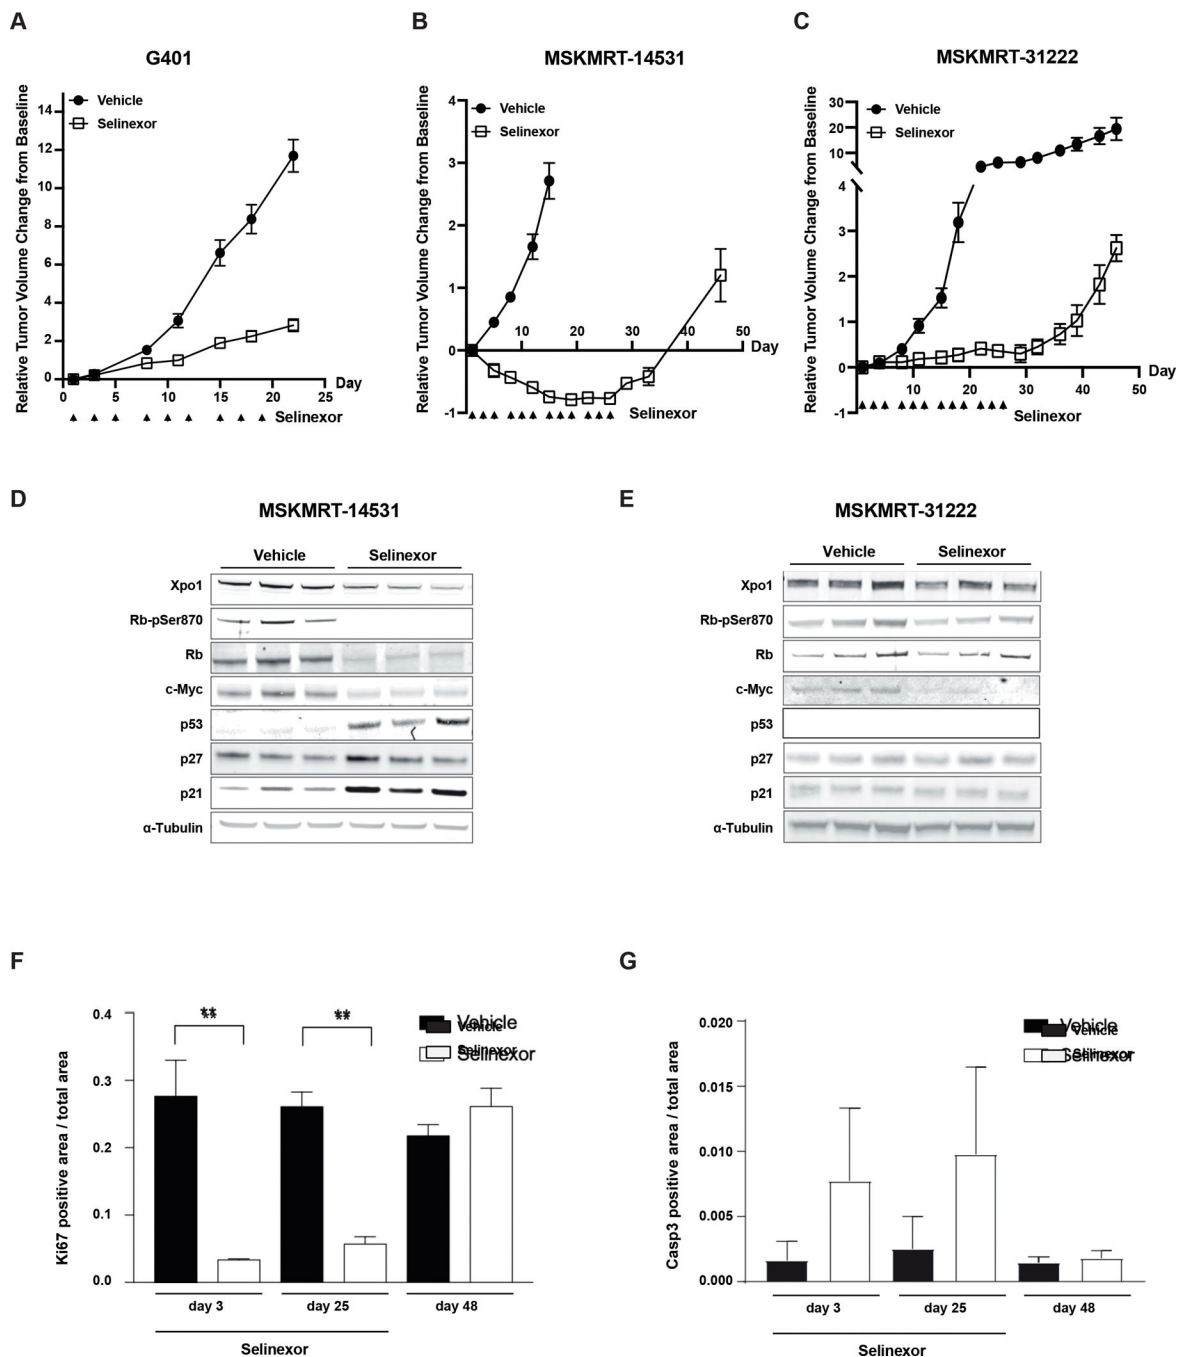 A
B
C
G401
MSKMRT-14531
MSKMRT-31222
Relative Tumor Volume Change from Baseline
14
12
10
8
6
4
2
0
Vehicle
Selinexor
0
5
10
15
20
25
Day
Selinexor
Relative Tumor Volume Change from Baseline
4
3
2
1
0
-1
Vehicle
Selinexor
10
20
30
40
50
Day
Selinexor
Relative Tumor Volume Change from Baseline
30
20
10
4
3
2
1
0
-1
Vehicle
Selinexor
10
20
30
40
50
Day
Selinexor
D
MSKMRT-14531
Vehicle
Selinexor
Xpo1
Rb-pSer870
Rb
c-Myc
p53
p27
p21
α-Tubulin
E
MSKMRT-31222
Vehicle
Selinexor
Xpo1
Rb-pSer870
Rb
c-Myc
p53
p27
p21
α-Tubulin
F
Ki67 positive area / total area
0.4
0.3
0.2
0.1
0.0
**
**
Vehicle
Vehicle
Selinexor
Selinexor
day 3
day 25
day 48
Selinexor
G
Casp3 positive area / total area
0.020
0.015
0.010
0.005
0.000
Vehicle
Vehicle
Selinexor
Selinexor
day 3
day 25
day 48
Selinexor